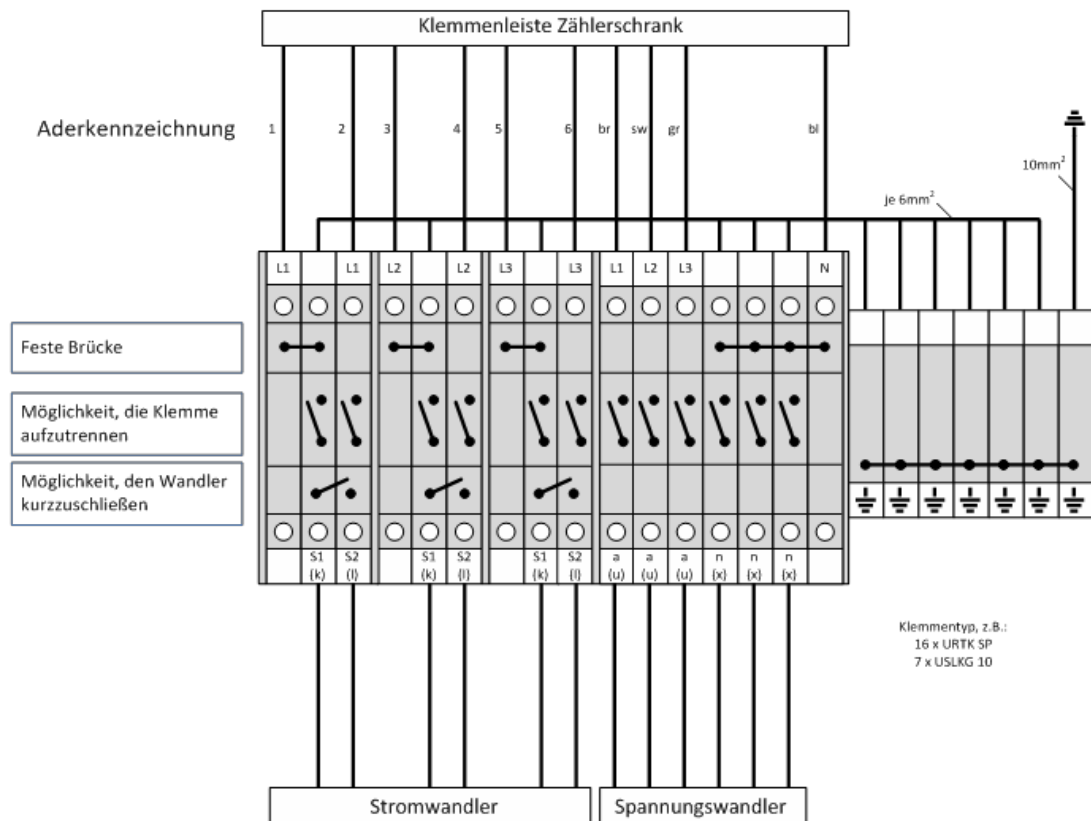 Klemmenleiste Zählerschrank
Aderkennzeichnung
1 2 3 4 5 6 br sw gr bl
10mm²
je 6mm²
L1 L1 L2 L2 L3 L3 L1 L2 L3 N
Feste Brücke
Möglichkeit, die Klemme
aufzutrennen
Möglichkeit, den Wandler
kurzzuschließen
S1 S2 S1 S2 S1 S2 a a a n n n
(k) (l) (k) (l) (k) (l) (u) (u) (u) (x) (x) (x)
Klemmentyp, z.B.:
16 x URTK SP
7 x USLKG 10
Stromwandler
Spannungswandler